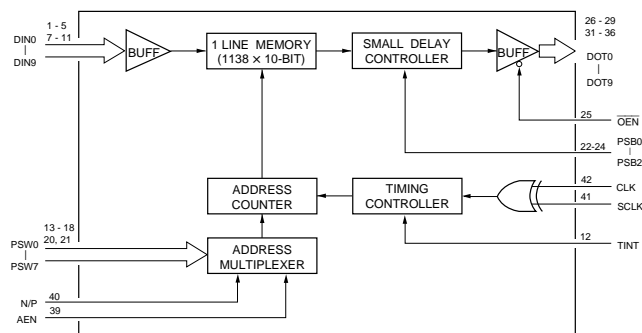 1 - 5
7 - 11
DIN0
|
DIN9
BUFF
1 LINE MEMORY
(1138 × 10-BIT)
SMALL DELAY
CONTROLLER
BUFF
26 - 29
31 - 36
DOT0
|
DOT9
25
OEN
22-24
PSB0
|
PSB2
42
CLK
41
SCLK
12
TINT
ADDRESS
COUNTER
TIMING
CONTROLLER
13 - 18
20, 21
PSW0
|
PSW7
ADDRESS
MULTIPLEXER
N/P
40
AEN
39